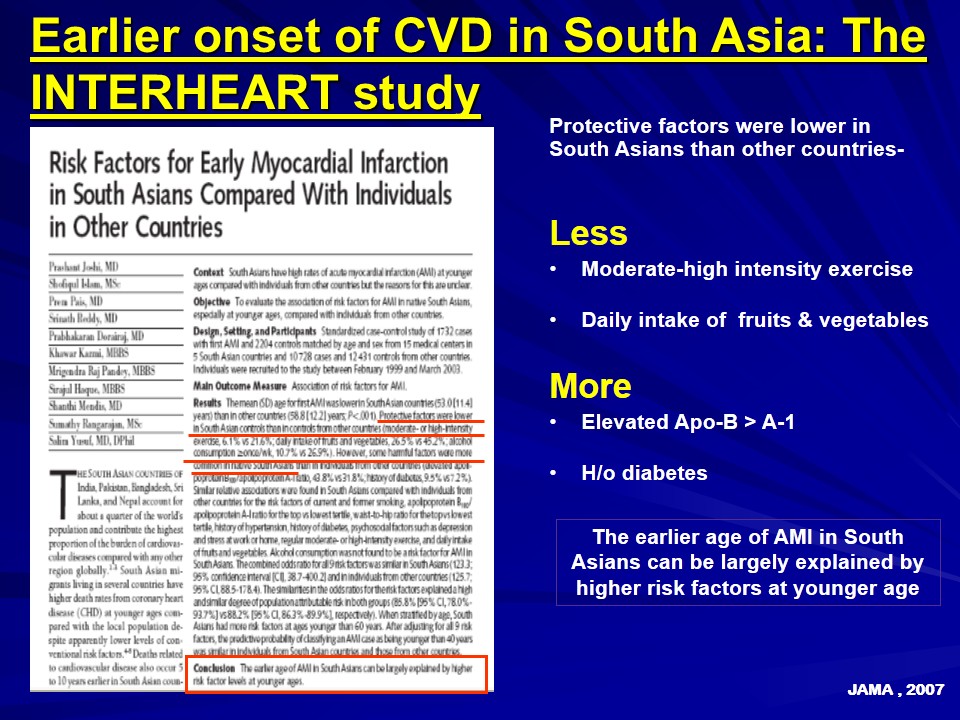 Earlier onset of CVD in South Asia: The
INTERHEART study
Risk Factors for Early Myocardial Infarction
in South Asians Compared With Individuals
in Other Countries
Prashant Joshi, MD
Shofiqul Islam, MSc
Prem Pais, MD
Srinath Reddy, MD
Prabhakaran Dorairaj, MD
Khawar Kazmi, MBBS
Mrigendra Raj Pandey, MBBS
Sirajul Haque, MBBS
Shanthi Mendis, MD
Sumathy Rangarajan, MSc
Salim Yusuf, MD, DPhil
THE SOUTH ASIAN COUNTRIES OF
India, Pakistan, Bangladesh, Sri
Lanka, and Nepal account for
about a quarter of the world's
population and contribute the highest
proportion of the burden of cardiovas-
cular diseases compared with any other
region globally. South Asian mi-
grants living in several countries have
higher death rates from coronary heart
disease (CHD) at younger ages com-
pared with the local population de-
spite apparently lower levels of con-
ventional risk factors. Deaths related
to cardiovascular disease also occur 5
to 10 years earlier in South Asian coun-
Context South Asians have high rates of acute myocardial infarction (AMI) at younger
ages compared with individuals from other countries but the reasons for this are unclear.
Objective To evaluate the association of risk factors for AMI in native South Asians,
especially at younger ages, compared with individuals from other countries.
Design, Setting, and Participants Standardized case-control study of 1732 cases
with first AMI and 2204 controls matched by age and sex from 15 medical centers in
5 South Asian countries and 10728 cases and 12431 controls from other countries.
Individuals were recruited to the study between February 1999 and March 2003.
Main Outcome Measure Association of risk factors for AMI.
Results The mean (SD) age for first AMI was lower in South Asian countries (53.0 [11.4]
years) than in other countries (58.8 [12.2] years; P<.001). Protective factors were lower
in South Asian controls than in controls from other countries (moderate- or high-intensity
exercise, 6.1% vs 21.6%; daily intake of fruits and vegetables, 26.5% vs 45.2%; alcohol
consumption ≥once/wk, 10.7% vs 26.9%). However, some harmful factors were more
common in native South Asians than in individuals from other countries (elevated apoli-
poprotein B100/apolipoprotein A-I ratio, 43.8% vs 31.8%; history of diabetes, 9.5% vs 7.2%).
Similar relative associations were found in South Asians compared with individuals from
other countries for the risk factors of current and former smoking, apolipoprotein B100/
apolipoprotein A-I ratio for the top vs lowest tertile, waist-to-hip ratio for the top vs lowest
tertile, history of hypertension, history of diabetes, psychosocial factors such as depression
and stress at work or home, regular moderate- or high-intensity exercise, and daily intake
of fruits and vegetables. Alcohol consumption was not found to be a risk factor for AMI in
South Asians. The combined odds ratio for all 9 risk factors was similar in South Asians (123.3;
95% confidence interval [CI], 38.7-400.2] and in individuals from other countries (125.7;
95% CI, 88.5-178.4). The similarities in the odds ratios for the risk factors explained a high
and similar degree of population attributable risk in both groups (85.8% [95% CI, 78.0%-
93.7%] vs 88.2% [95% CI, 86.3%-89.9%], respectively). When stratified by age, South
Asians had more risk factors at ages younger than 60 years. After adjusting for all 9 risk
factors, the predictive probability of classifying an AMI case as being younger than 40 years
was similar in individuals from South Asian countries and those from other countries.
Conclusion The earlier age of AMI in South Asians can be largely explained by higher
risk factor levels at younger ages.
Protective factors were lower in
South Asians than other countries-
Less
• Moderate-high intensity exercise
• Daily intake of fruits & vegetables
More
• Elevated Apo-B > A-1
• H/o diabetes
The earlier age of AMI in South
Asians can be largely explained by
higher risk factors at younger age
JAMA , 2007